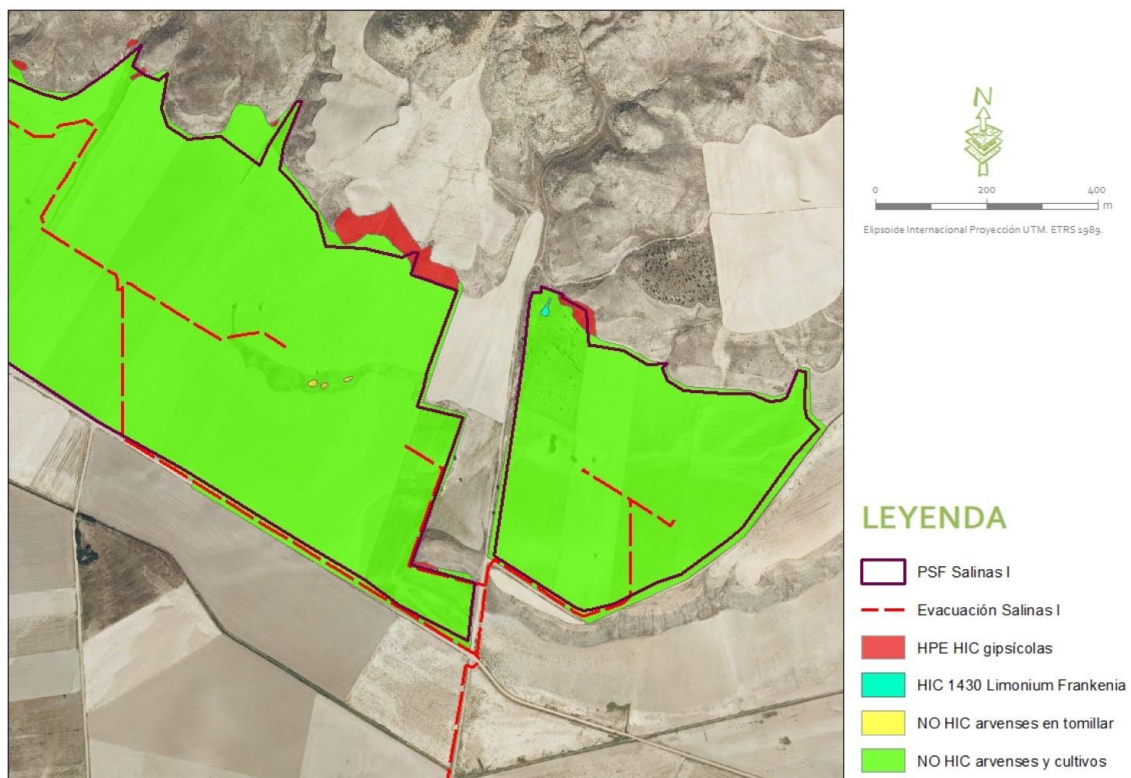 N
0 200 400
m
Elipsoide Internacional Proyección UTM. ETRS 1989.
LEYENDA
PSF Salinas I
Evacuación Salinas I
HPE HIC gipsícolas
HIC 1430 Limonium Frankenia
NO HIC arvenses en tomillar
NO HIC arvenses y cultivos